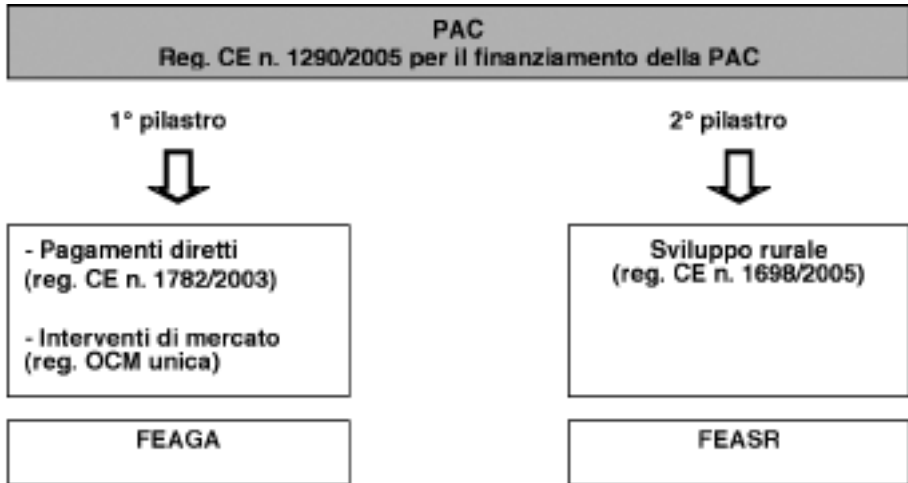 PAC
Reg. CE n. 1290/2005 per il finanziamento della PAC
1° pilastro
2° pilastro
- Pagamenti diretti
(reg. CE n. 1782/2003)
- Interventi di mercato
(reg. OCM unica)
Sviluppo rurale
(reg. CE n. 1698/2005)
FEAGA
FEASR